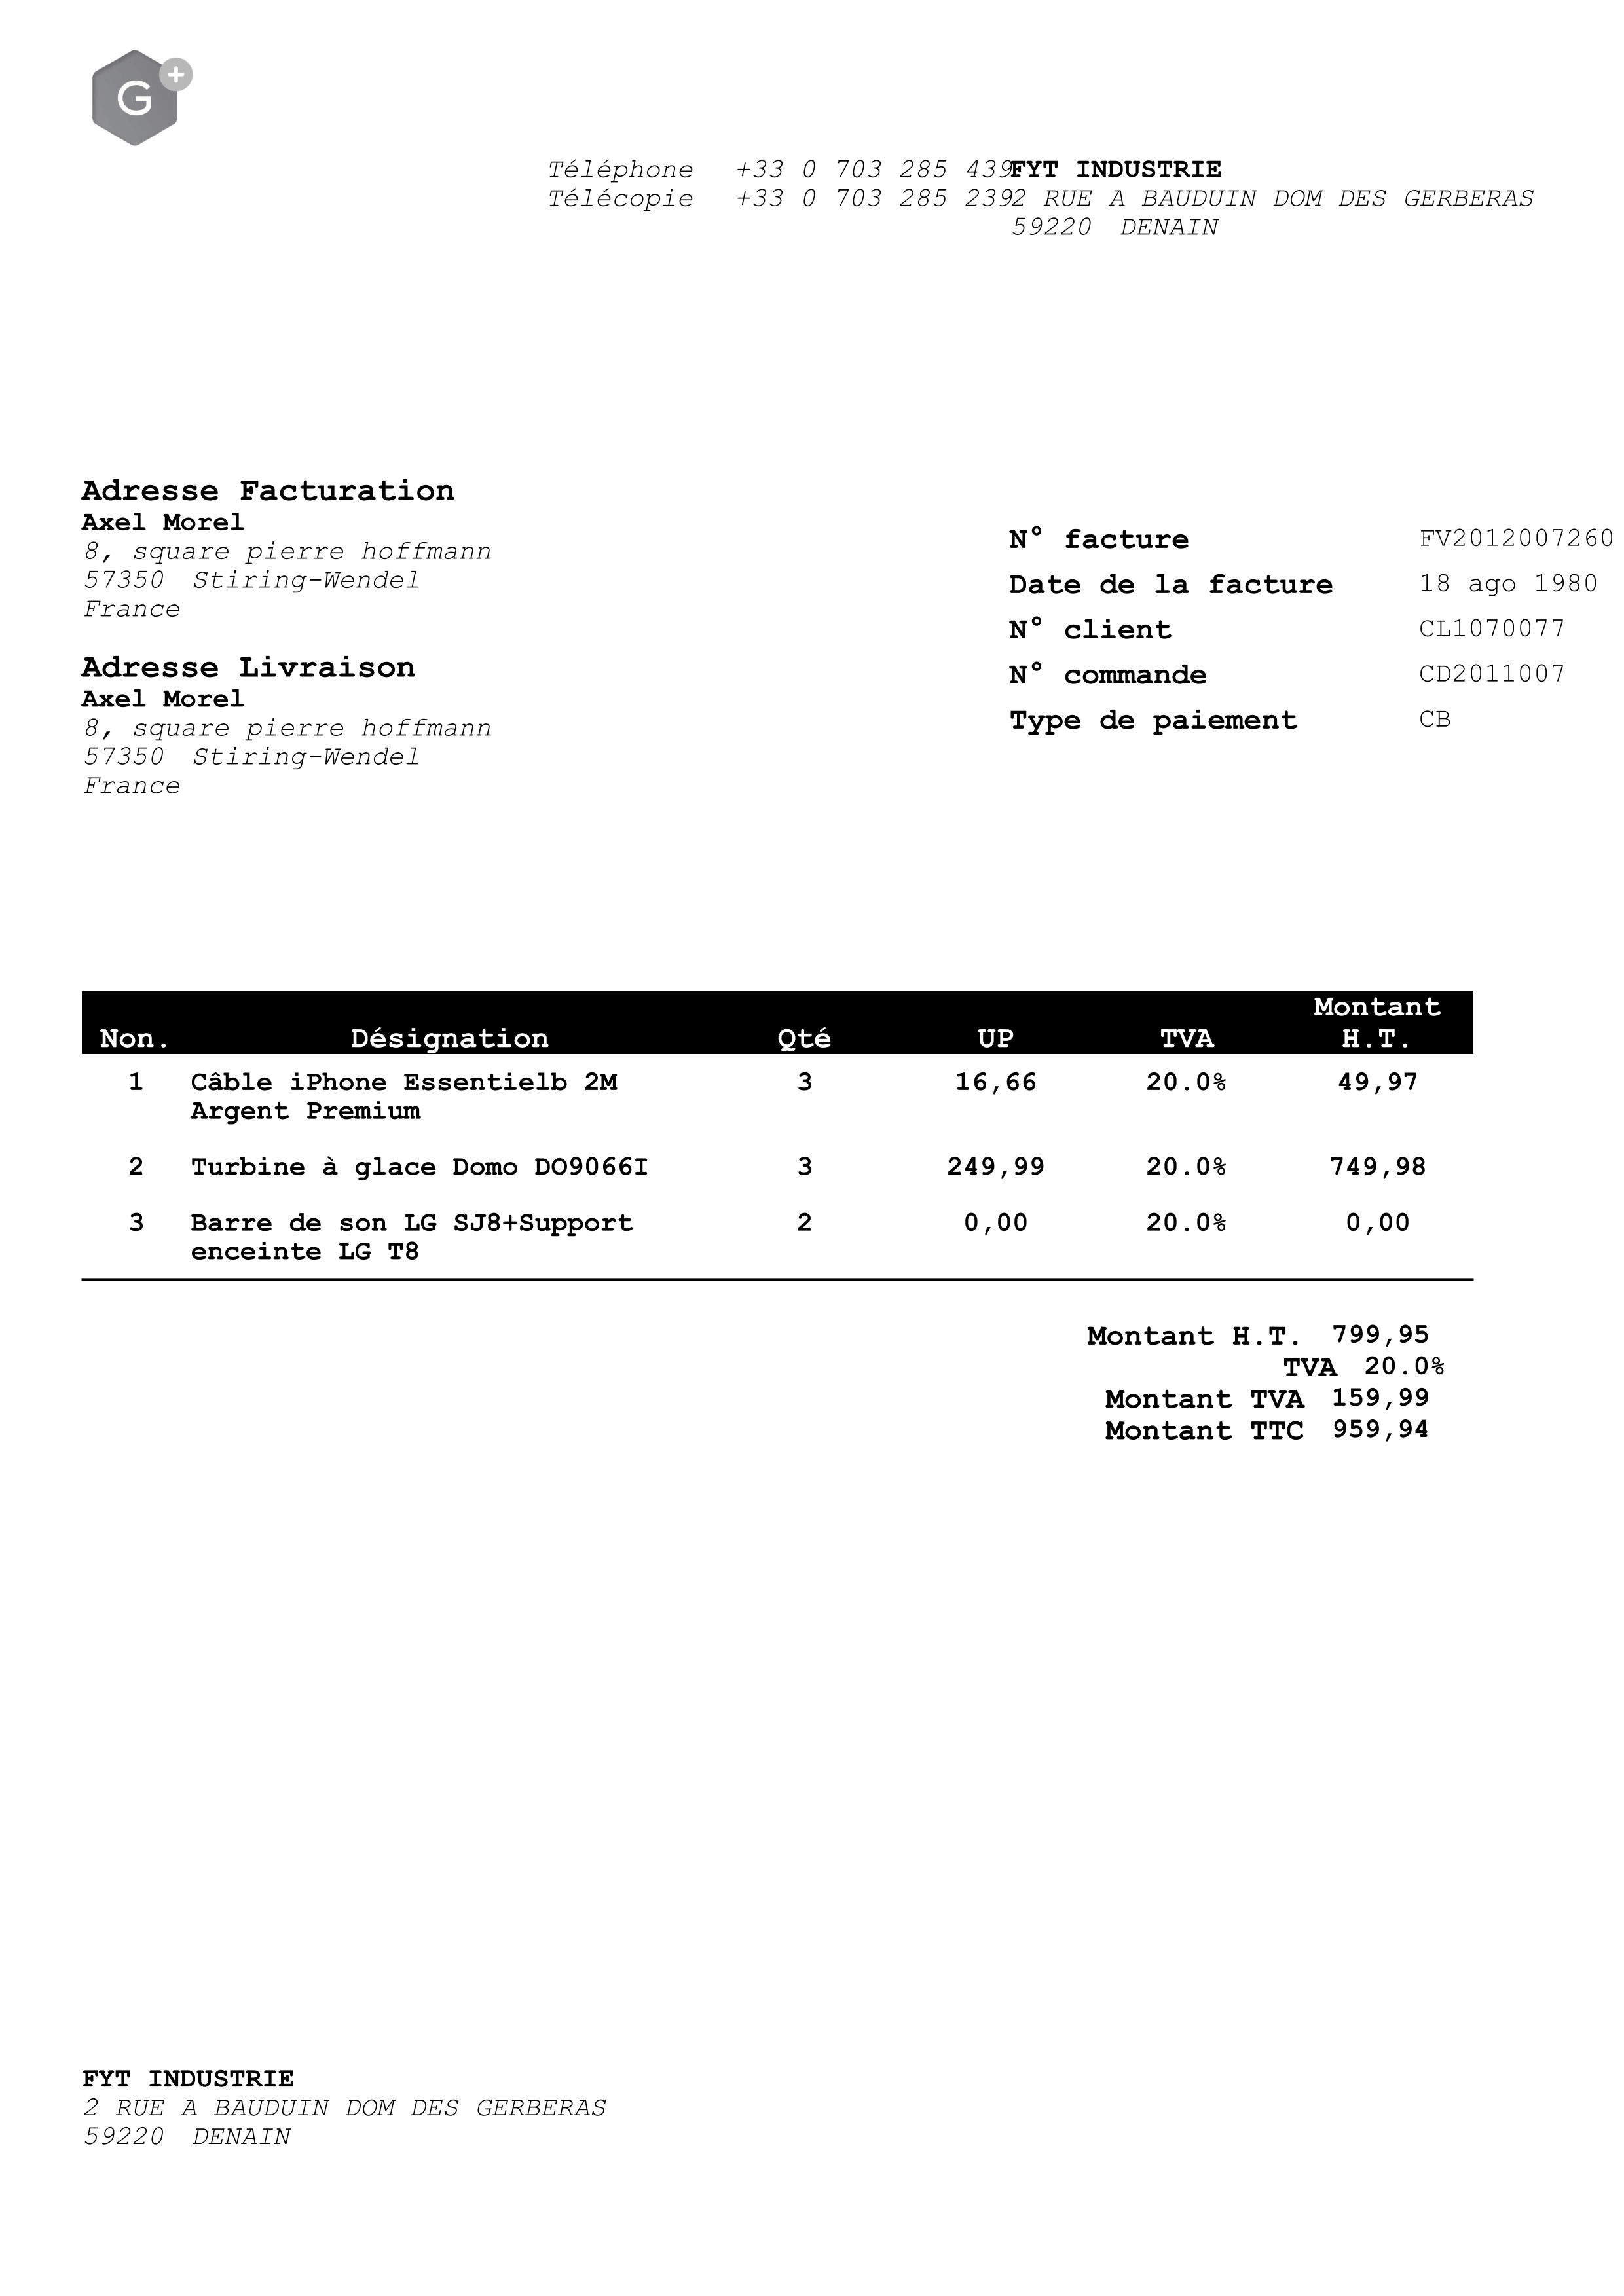 G+
Téléphone +33 0 703 285 439
Télécopie +33 0 703 285 239
FYT INDUSTRIE
2 RUE A BAUDUIN DOM DES GERBERAS
59220 DENAIN
Adresse Facturation
Axel Morel
8, square pierre hoffmann
57350 Stiring-Wendel
France
Adresse Livraison
Axel Morel
8, square pierre hoffmann
57350 Stiring-Wendel
France
N° facture FV2012007260
Date de la facture 18 ago 1980
N° client CL1070077
N° commande CD2011007
Type de paiement CB
Non. Désignation Qté UP TVA Montant H.T.
1 Câble iPhone Essentielb 2M 3 16,66 20.0% 49,97
Argent Premium
2 Turbine à glace Domo DO9066I 3 249,99 20.0% 749,98
3 Barre de son LG SJ8+Support 2 0,00 20.0% 0,00
enceinte LG T8
Montant H.T. 799,95
TVA 20.0%
Montant TVA 159,99
Montant TTC 959,94
FYT INDUSTRIE
2 RUE A BAUDUIN DOM DES GERBERAS
59220 DENAIN